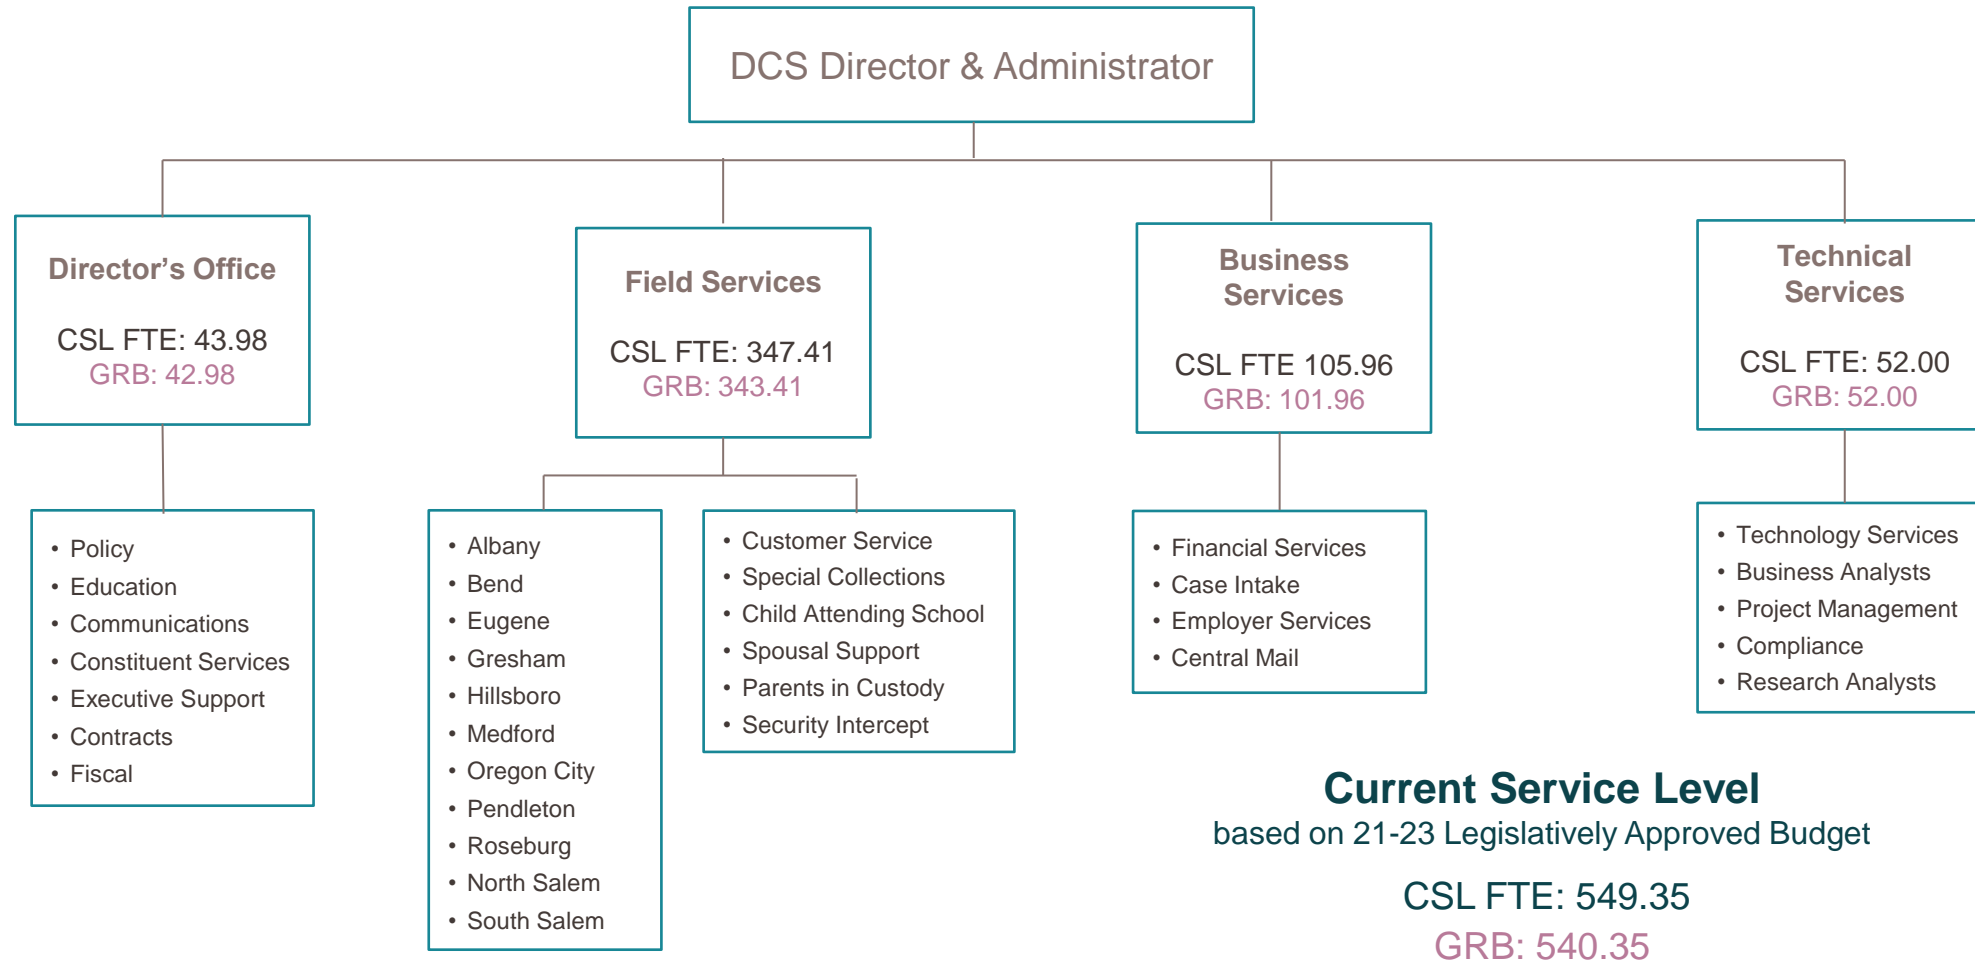 DCS Director & Administrator
Director’s Office
CSL FTE: 43.98
GRB: 42.98
Field Services
CSL FTE: 347.41
GRB: 343.41
Business
Services
CSL FTE 105.96
GRB: 101.96
Technical
Services
CSL FTE: 52.00
GRB: 52.00
• Policy
• Education
• Communications
• Constituent Services
• Executive Support
• Contracts
• Fiscal
• Albany
• Bend
• Eugene
• Gresham
• Hillsboro
• Medford
• Oregon City
• Pendleton
• Roseburg
• North Salem
• South Salem
• Customer Service
• Special Collections
• Child Attending School
• Spousal Support
• Parents in Custody
• Security Intercept
• Financial Services
• Case Intake
• Employer Services
• Central Mail
• Technology Services
• Business Analysts
• Project Management
• Compliance
• Research Analysts
Current Service Level
based on 21-23 Legislatively Approved Budget
CSL FTE: 549.35
GRB: 540.35